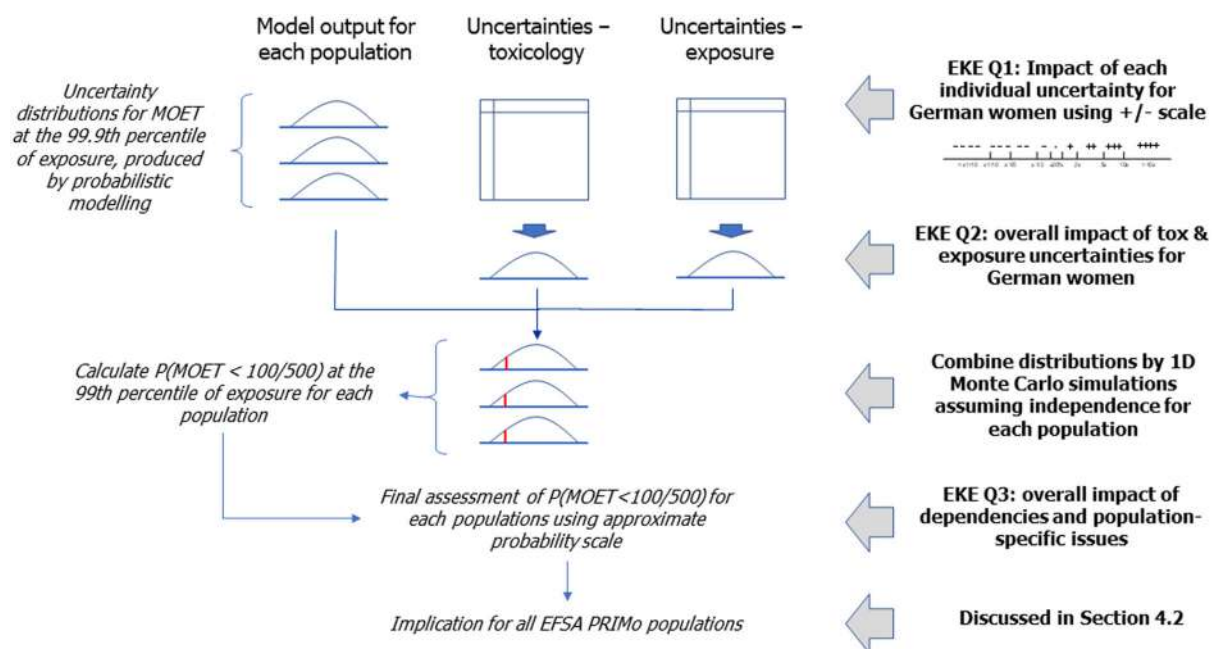 Model output for
each population
Uncertainties –
toxicology
Uncertainties –
exposure
Uncertainty
distributions for MOET
at the 99.9th percentile
of exposure, produced
by probabilistic
modelling
EKE Q1: Impact of each
individual uncertainty for
German women using +/- scale
---- --- -- - . + ++ +++ ++++
EKE Q2: overall impact of tox &
exposure uncertainties for
German women
Calculate P(MOET < 100/500) at the
99th percentile of exposure for each
population
Combine distributions by 1D
Monte Carlo simulations
assuming independence for
each population
Final assessment of P(MOET<100/500) for
each populations using approximate
probability scale
EKE Q3: overall impact of
dependencies and population-
specific issues
Implication for all EFSA PRIMo populations
Discussed in Section 4.2